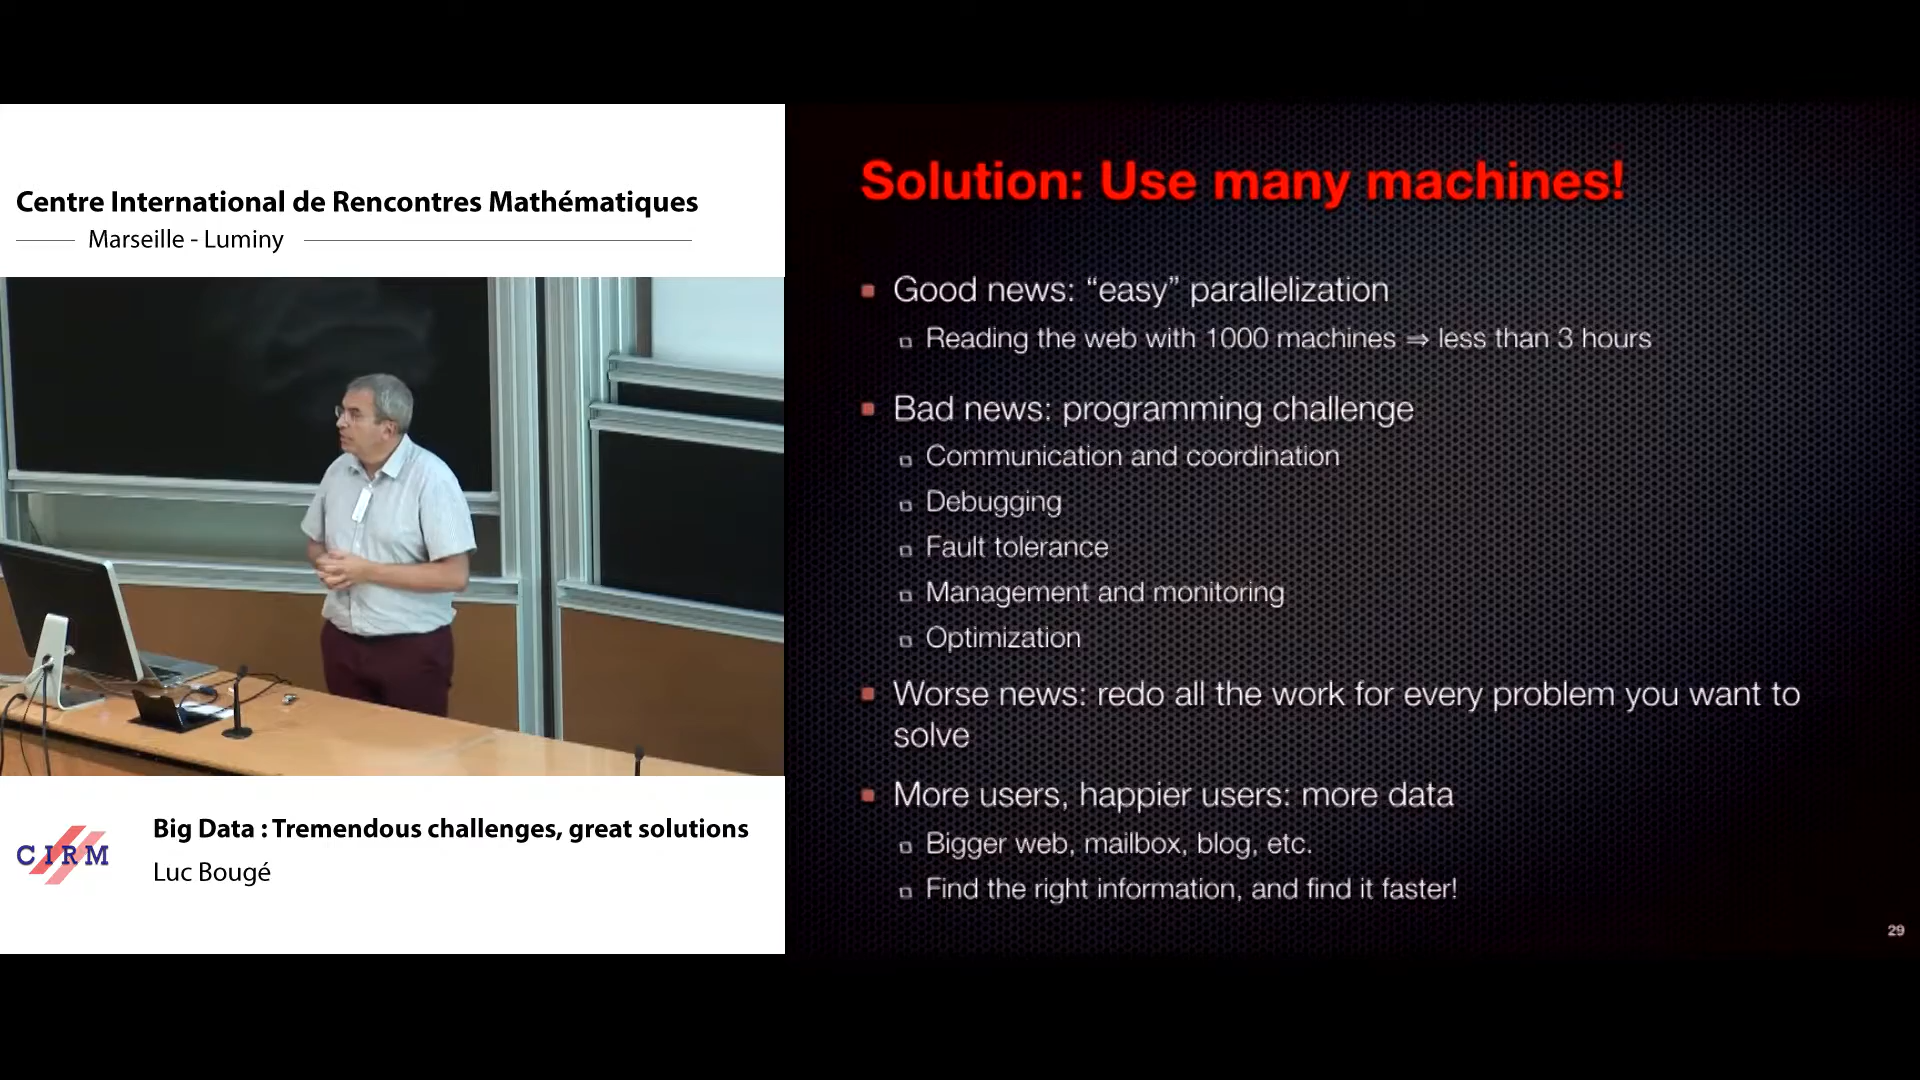 Centre International de Rencontres Mathématiques
Marseille - Luminy
CIRM
Big Data : Tremendous challenges, great solutions
Luc Bougé
Solution: Use many machines!
Good news: “easy” parallelization
Reading the web with 1000 machines ⇒ less than 3 hours
Bad news: programming challenge
Communication and coordination
Debugging
Fault tolerance
Management and monitoring
Optimization
Worse news: redo all the work for every problem you want to
solve
More users, happier users: more data
Bigger web, mailbox, blog, etc.
Find the right information, and find it faster!
29